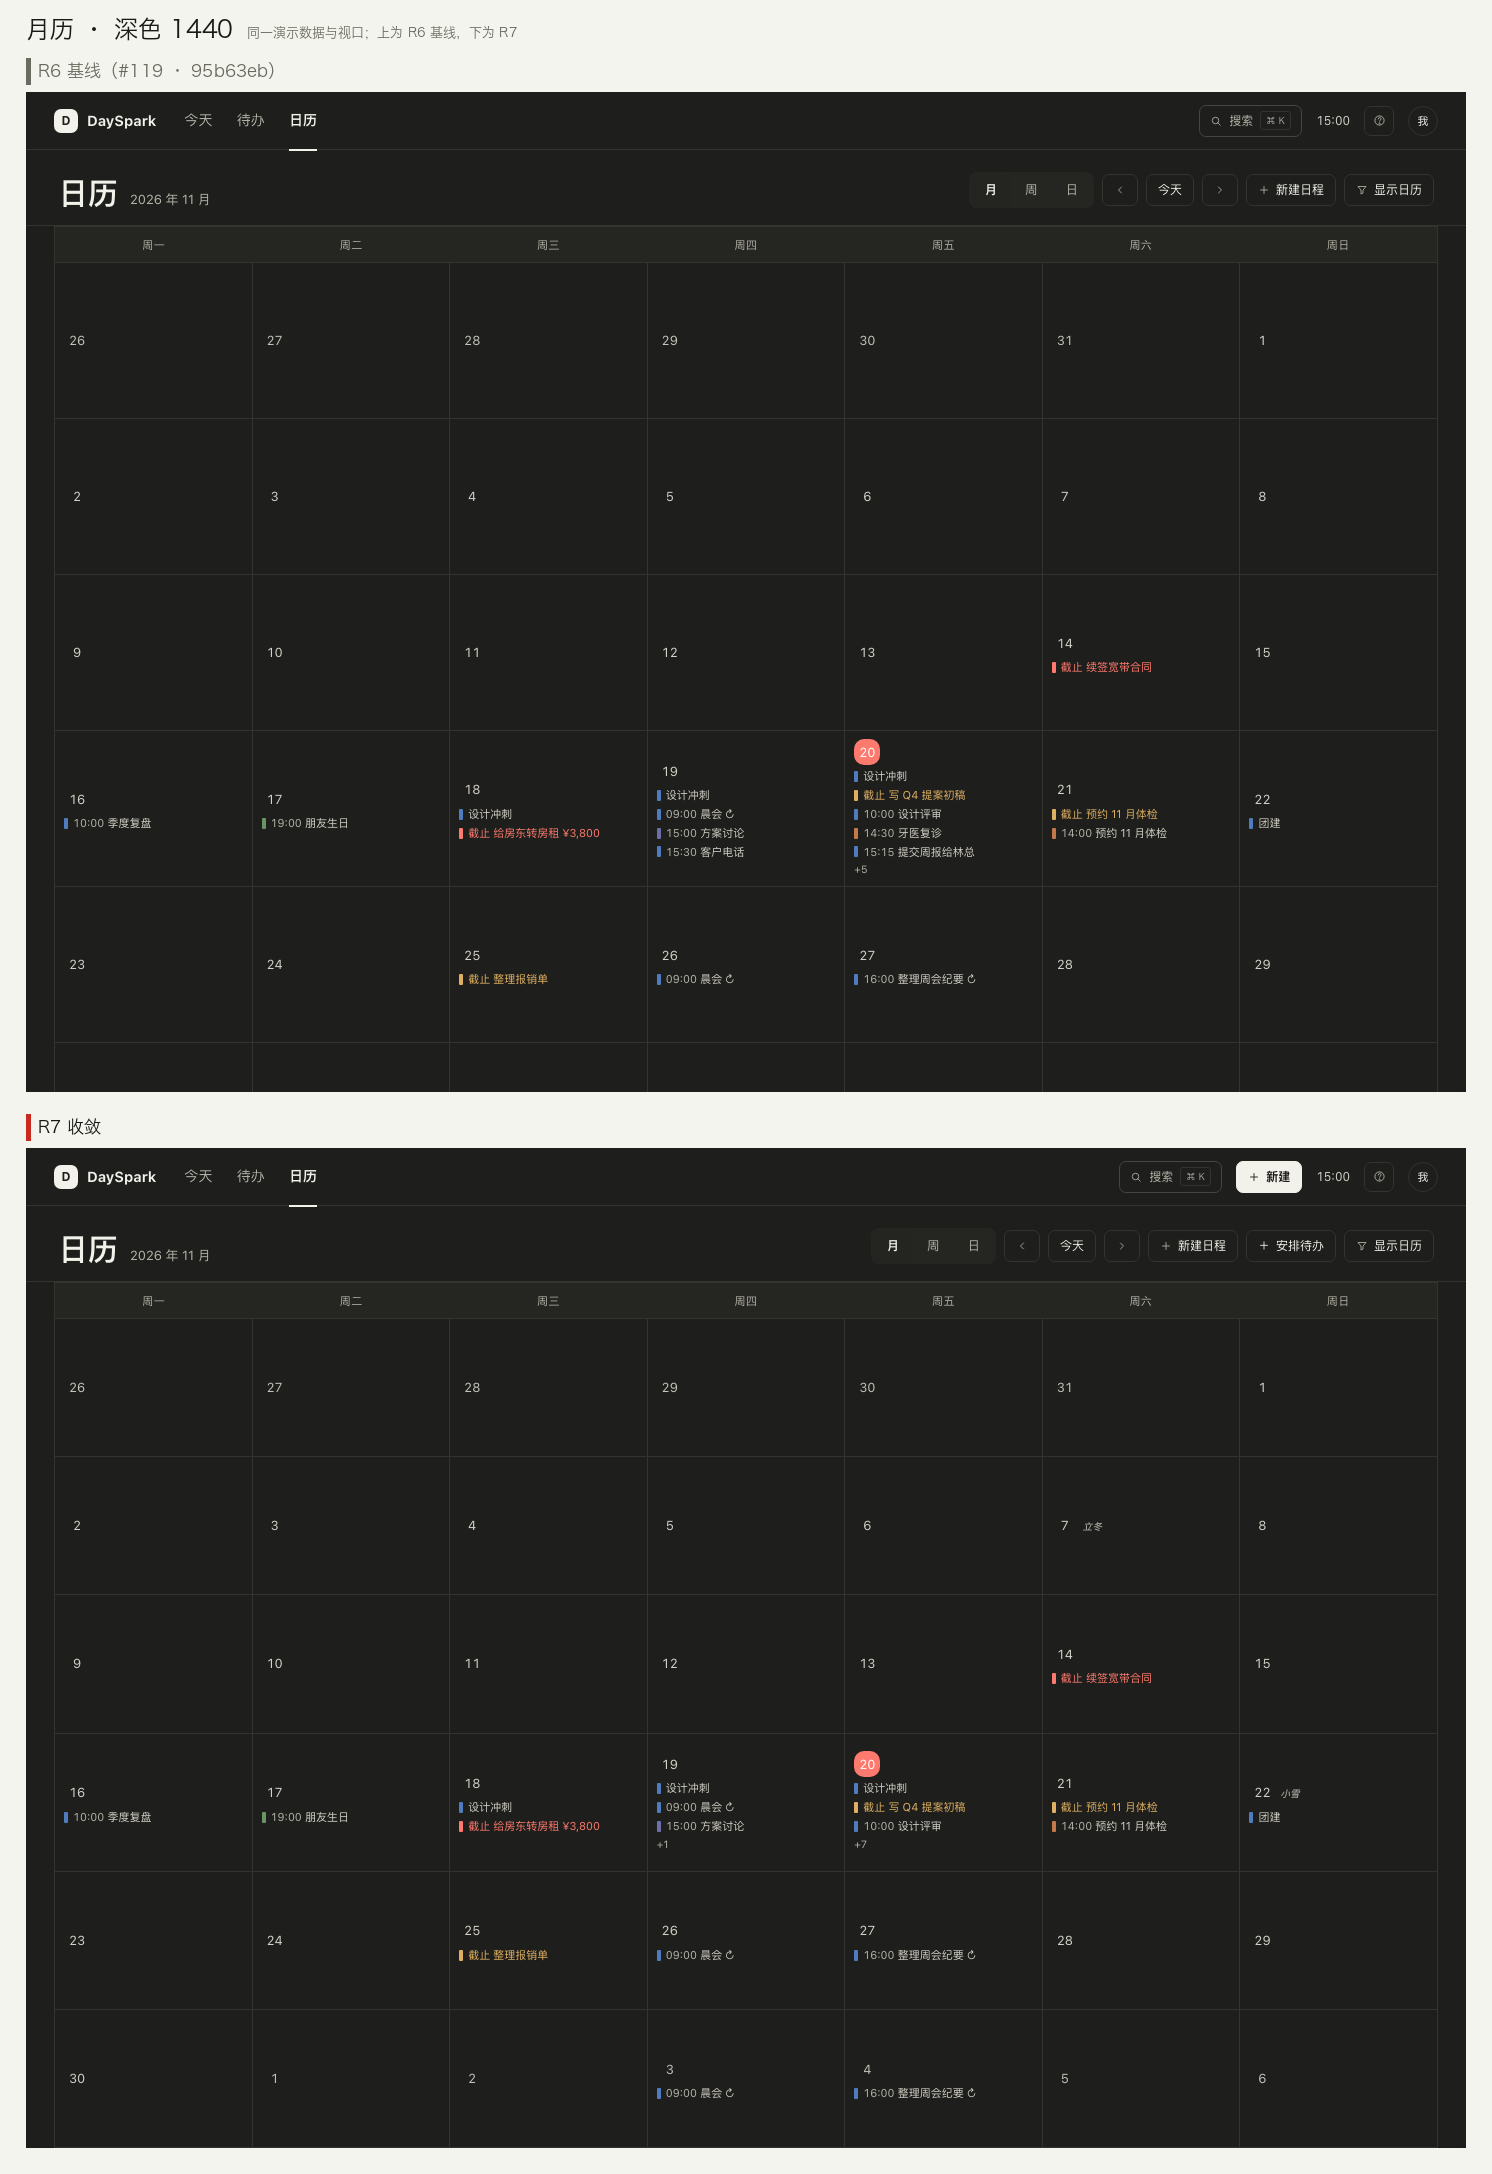 月历 · 深色 1440 同一演示数据与视口；上为 R6 基线，下为 R7
R6 基线（#119 · 95b63eb）
D DaySpark 今天 待办 日历 搜索 ⌘ K 15:00 ? 我
日历 2026 年 11 月 月 周 日 ‹ 今天 › + 新建日程 显示日历
周一 周二 周三 周四 周五 周六 周日
26 27 28 29 30 31 1
2 3 4 5 6 7 8
9 10 11 12 13 14 15
截止 续签宽带合同
16 17 18 19 20 21 22
10:00 季度复盘
19:00 朋友生日
设计冲刺
截止 给房东转房租 ¥3,800
设计冲刺
09:00 晨会 ↻
15:00 方案讨论
15:30 客户电话
设计冲刺
截止 写 Q4 提案初稿
10:00 设计评审
14:30 牙医复诊
15:15 提交周报给林总
+5
截止 预约 11 月体检
14:00 预约 11 月体检
团建
23 24 25 26 27 28 29
截止 整理报销单
09:00 晨会 ↻
16:00 整理周会纪要 ↻
R7 收敛
D DaySpark 今天 待办 日历 搜索 ⌘ K + 新建 15:00 ? 我
日历 2026 年 11 月 月 周 日 ‹ 今天 › + 新建日程 + 安排待办 显示日历
周一 周二 周三 周四 周五 周六 周日
26 27 28 29 30 31 1
2 3 4 5 6 7 立冬 8
9 10 11 12 13 14 15
截止 续签宽带合同
16 17 18 19 20 21 22 小雪
10:00 季度复盘
19:00 朋友生日
设计冲刺
截止 给房东转房租 ¥3,800
设计冲刺
09:00 晨会 ↻
15:00 方案讨论
+1
设计冲刺
截止 写 Q4 提案初稿
10:00 设计评审
+7
截止 预约 11 月体检
14:00 预约 11 月体检
团建
23 24 25 26 27 28 29
截止 整理报销单
09:00 晨会 ↻
16:00 整理周会纪要 ↻
30 1 2 3 4 5 6
09:00 晨会 ↻
16:00 整理周会纪要 ↻